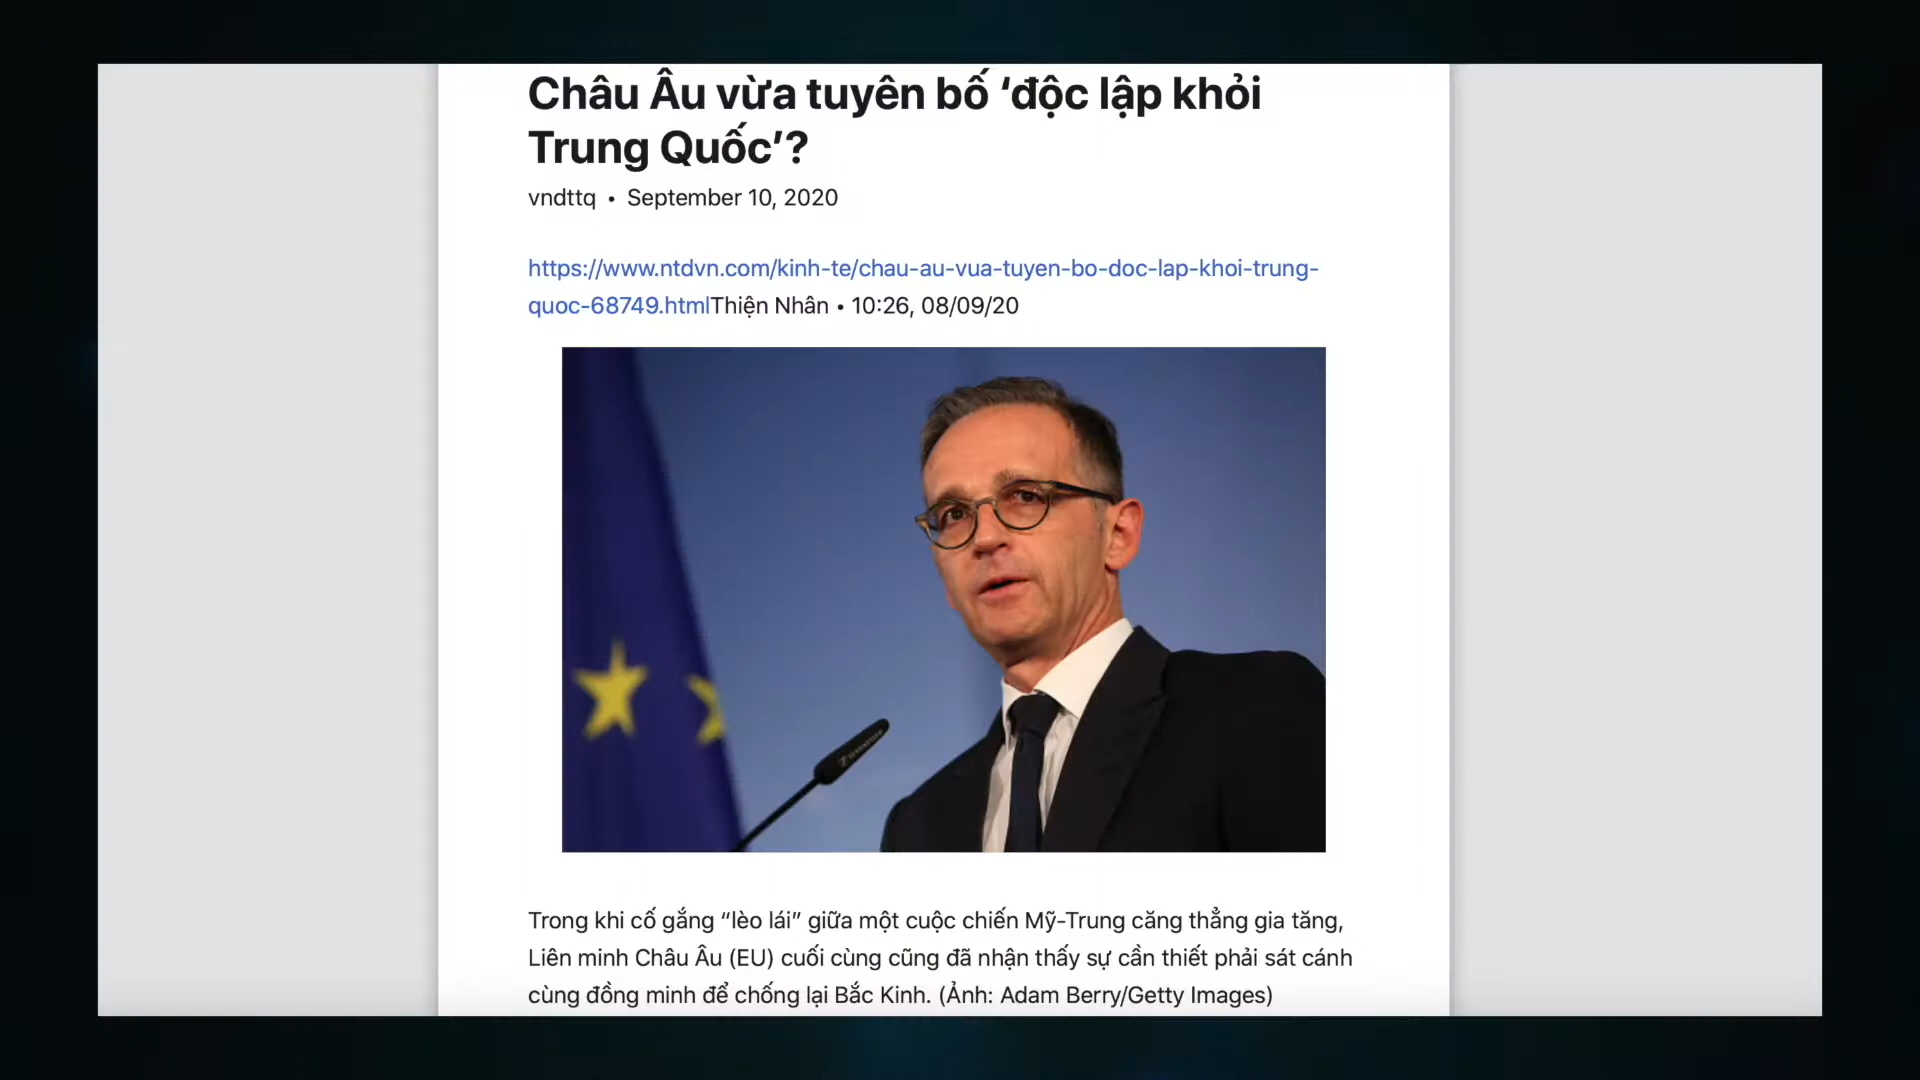 Châu Âu vừa tuyên bố ‘độc lập khỏi
Trung Quốc’?
vndttq • September 10, 2020
https://www.ntdvn.com/kinh-te/chau-au-vua-tuyen-bo-doc-lap-khoi-trung-
quoc-68749.htmlThiện Nhân • 10:26, 08/09/20
Trong khi cố gắng “lèo lái” giữa một cuộc chiến Mỹ-Trung căng thẳng gia tăng,
Liên minh Châu Âu (EU) cuối cùng cũng đã nhận thấy sự cần thiết phải sát cánh
cùng đồng minh để chống lại Bắc Kinh. (Ảnh: Adam Berry/Getty Images)